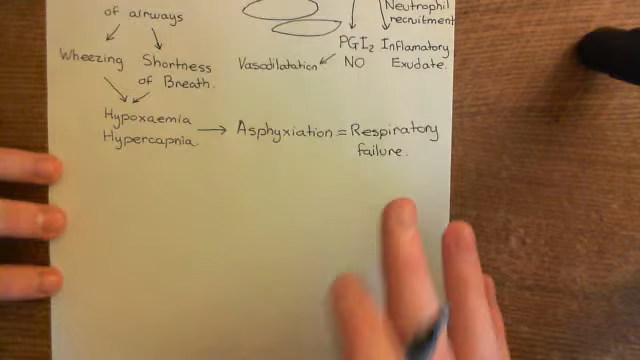 of airways
Wheezing Shortness
of Breath.
Hypoxaemia
Hypercapnia
Asphyxiation = Respiratory
failure.
Neutrophil
recruitment
PGI₂ Inflamatory
Vasodilatation NO Exudate.